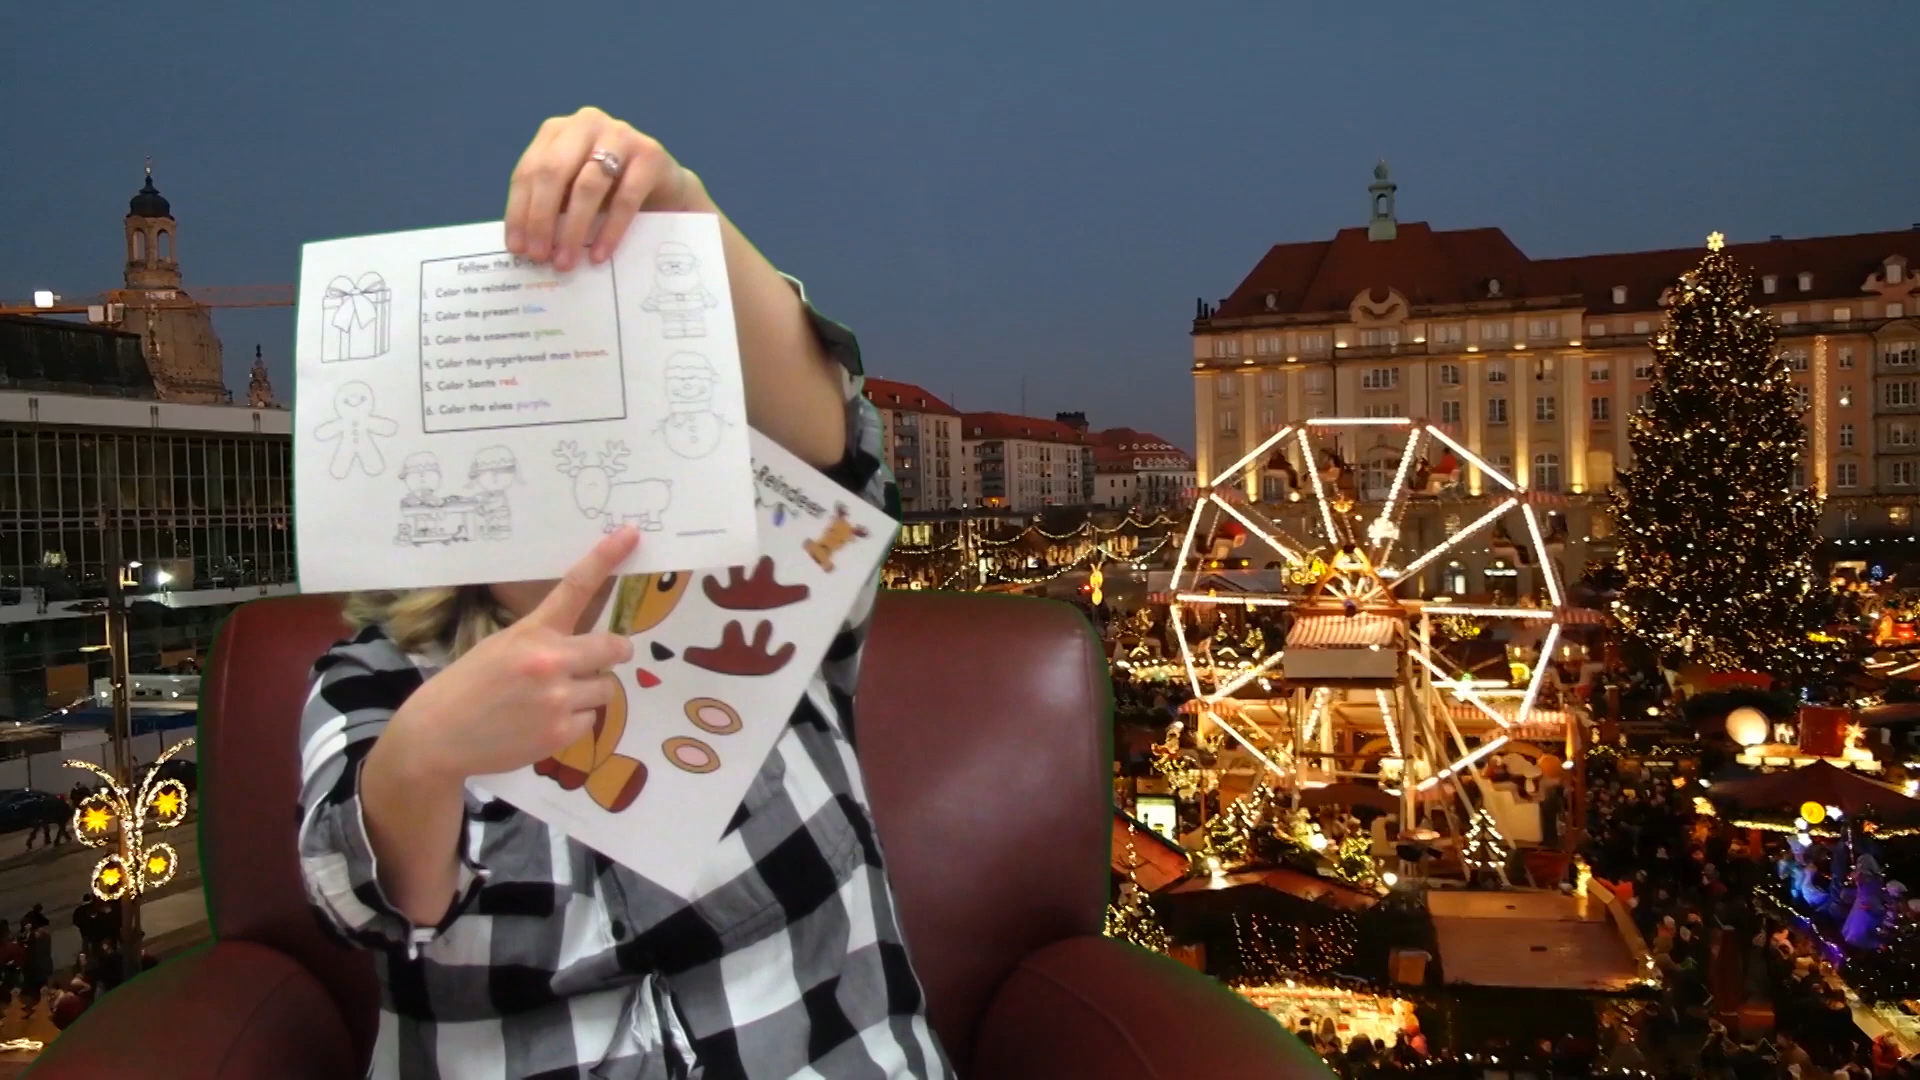 Follow the
1. Color the reindeer orange.
2. Color the present blue.
3. Color the snowman green.
4. Color the gingerbread man brown.
5. Color Santa red.
6. Color the elves purple.
Reindeer